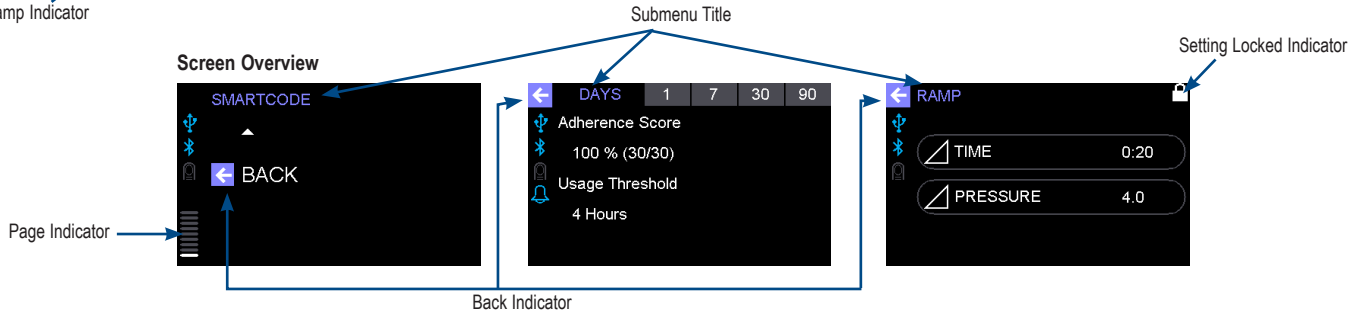 amp Indicator
Submenu Title
Setting Locked Indicator
Screen Overview
SMARTCODE
BACK
Page Indicator
DAYS 1 7 30 90
Adherence Score
100 % (30/30)
Usage Threshold
4 Hours
RAMP
TIME 0:20
PRESSURE 4.0
Back Indicator